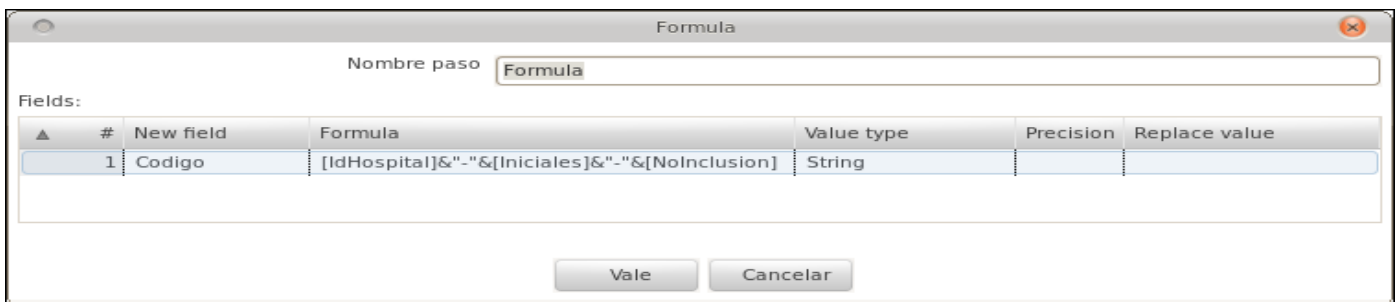 Formula
Nombre paso Formula
Fields:
# New field Formula Value type Precision Replace value
1 Codigo [IdHospital]&"-"&[Iniciales]&"-"&[NoInclusion] String
Vale Cancelar